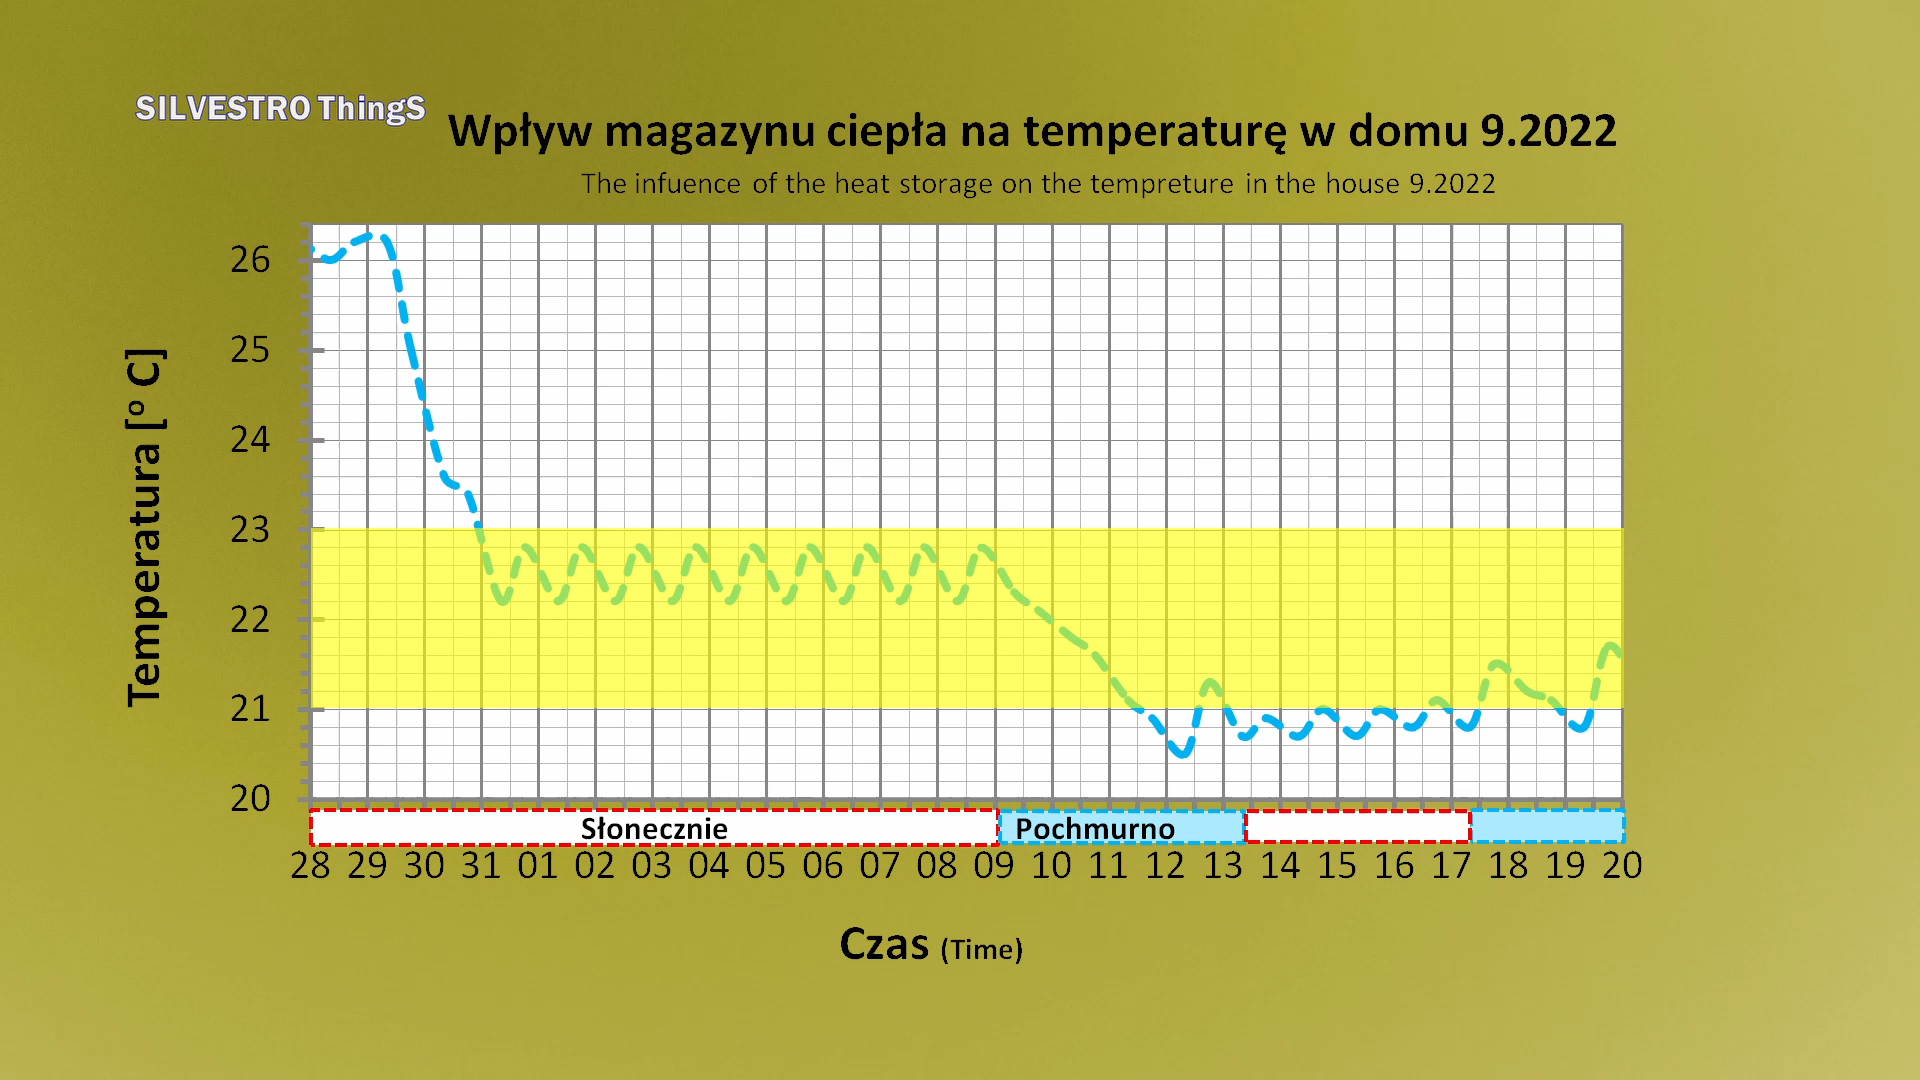 SILVESTRO ThingS
Wpływ magazynu ciepła na temperaturę w domu 9.2022
The infuence of the heat storage on the tempreture in the house 9.2022
Temperatura [º C]
26
25
24
23
22
21
20
Słonecznie Pochmurno
28 29 30 31 01 02 03 04 05 06 07 08 09 10 11 12 13 14 15 16 17 18 19 20
Czas (Time)